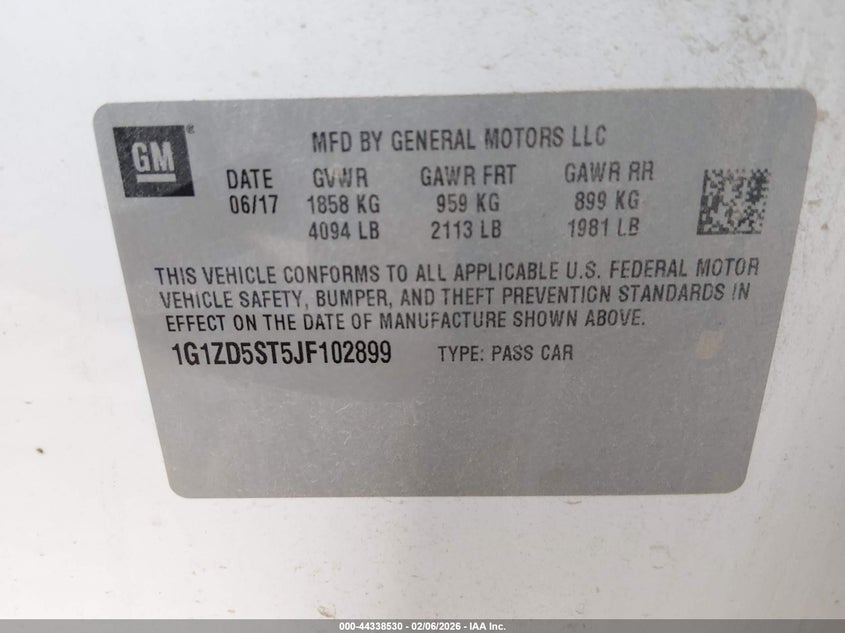 GM®
MFD BY GENERAL MOTORS LLC
DATE GVWR GAWR FRT GAWR RR
06/17 1858 KG 959 KG 899 KG
4094 LB 2113 LB 1981 LB
THIS VEHICLE CONFORMS TO ALL APPLICABLE U.S. FEDERAL MOTOR
VEHICLE SAFETY, BUMPER, AND THEFT PREVENTION STANDARDS IN
EFFECT ON THE DATE OF MANUFACTURE SHOWN ABOVE.
1G1ZD5ST5JF102899 TYPE: PASS CAR
000-44338530 - 02/06/2026 - IAA Inc.